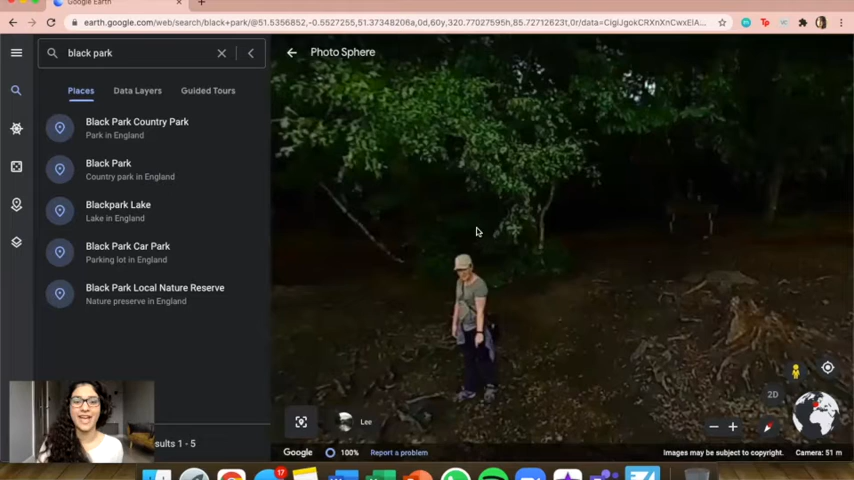 Google Earth
earth.google.com/web/search/black+park/@51.5356852,-0.5527255,51.37348206a,0d,60y,320.77027595h,85.72712623t,0r/data=CigiJgokCRXnXnCwxElA...
black park
Photo Sphere
Places
Data Layers
Guided Tours
Black Park Country Park
Park in England
Black Park
Country park in England
Blackpark Lake
Lake in England
Black Park Car Park
Parking lot in England
Black Park Local Nature Reserve
Nature preserve in England
2D
Lee
sults 1 - 5
Google
100%
Report a problem
Images may be subject to copyright.
Camera: 51 m
17